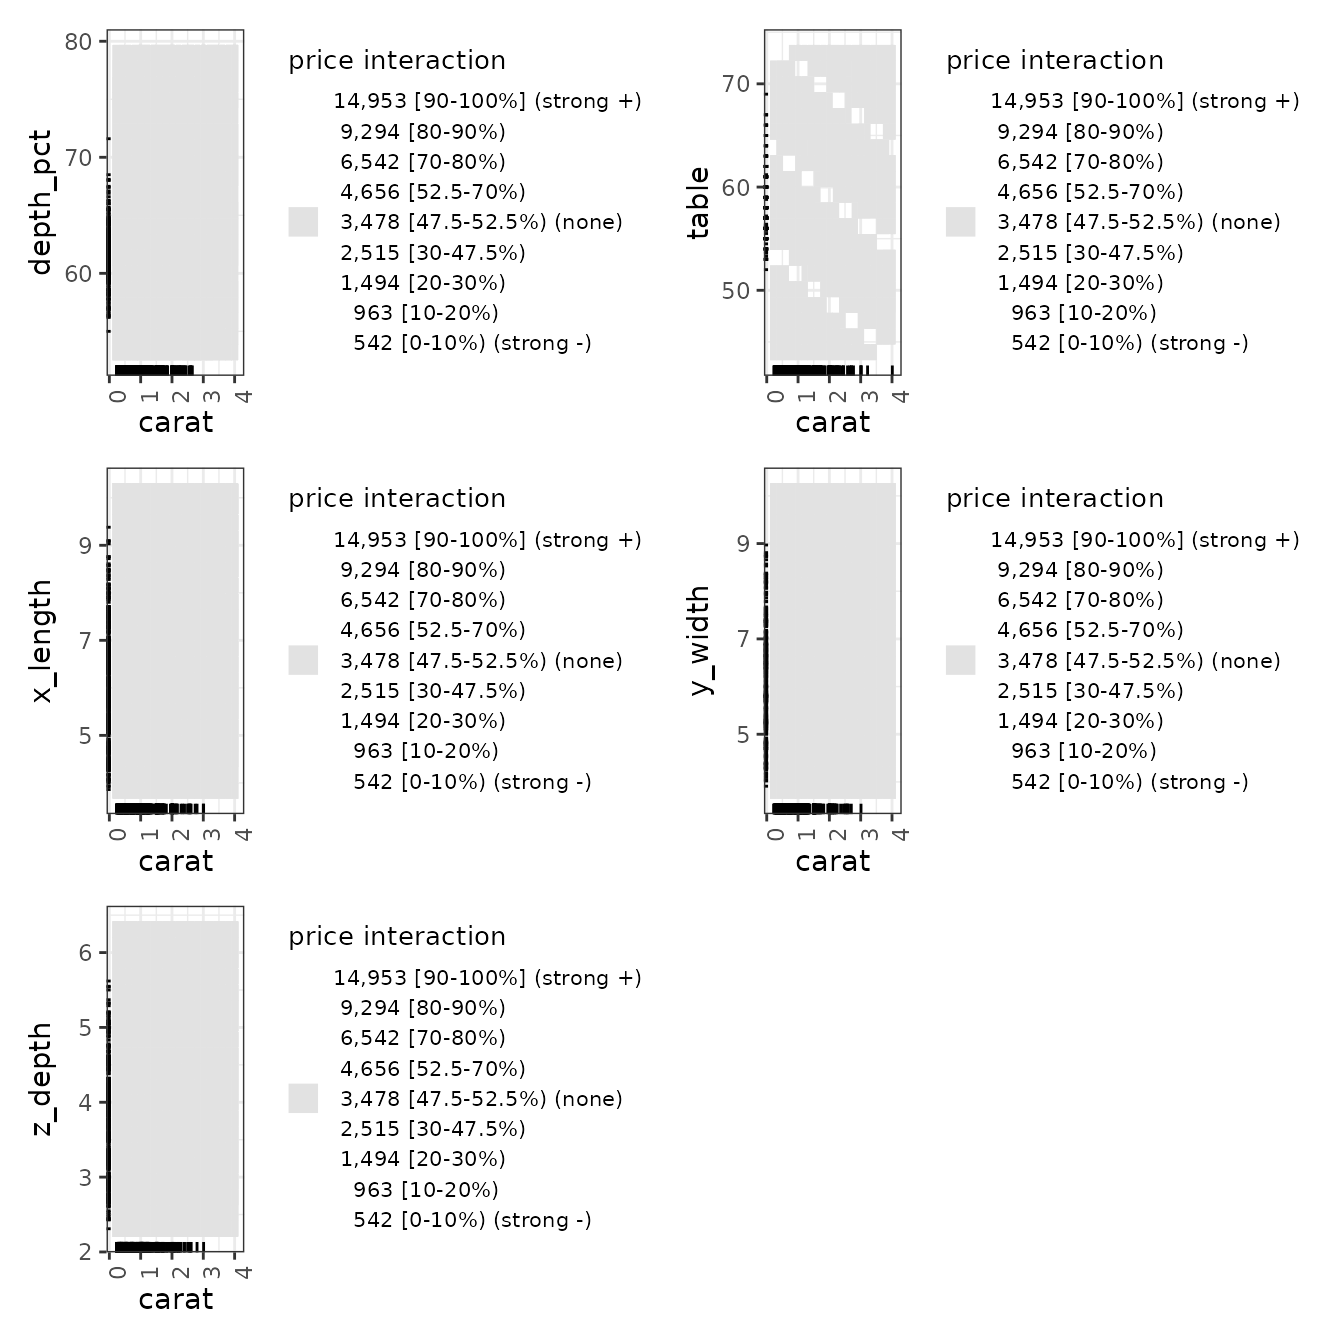 80
70
60
depth_pct
0
1
2
3
4
carat
price interaction
14,953 [90-100%] (strong +)
9,294 [80-90%)
6,542 [70-80%)
4,656 [52.5-70%)
3,478 [47.5-52.5%) (none)
2,515 [30-47.5%)
1,494 [20-30%)
963 [10-20%)
542 [0-10%) (strong -)
70
60
50
table
0
1
2
3
4
carat
price interaction
14,953 [90-100%] (strong +)
9,294 [80-90%)
6,542 [70-80%)
4,656 [52.5-70%)
3,478 [47.5-52.5%) (none)
2,515 [30-47.5%)
1,494 [20-30%)
963 [10-20%)
542 [0-10%) (strong -)
9
7
5
x_length
0
1
2
3
4
carat
price interaction
14,953 [90-100%] (strong +)
9,294 [80-90%)
6,542 [70-80%)
4,656 [52.5-70%)
3,478 [47.5-52.5%) (none)
2,515 [30-47.5%)
1,494 [20-30%)
963 [10-20%)
542 [0-10%) (strong -)
9
7
5
y_width
0
1
2
3
4
carat
price interaction
14,953 [90-100%] (strong +)
9,294 [80-90%)
6,542 [70-80%)
4,656 [52.5-70%)
3,478 [47.5-52.5%) (none)
2,515 [30-47.5%)
1,494 [20-30%)
963 [10-20%)
542 [0-10%) (strong -)
6
5
4
3
2
z_depth
0
1
2
3
4
carat
price interaction
14,953 [90-100%] (strong +)
9,294 [80-90%)
6,542 [70-80%)
4,656 [52.5-70%)
3,478 [47.5-52.5%) (none)
2,515 [30-47.5%)
1,494 [20-30%)
963 [10-20%)
542 [0-10%) (strong -)